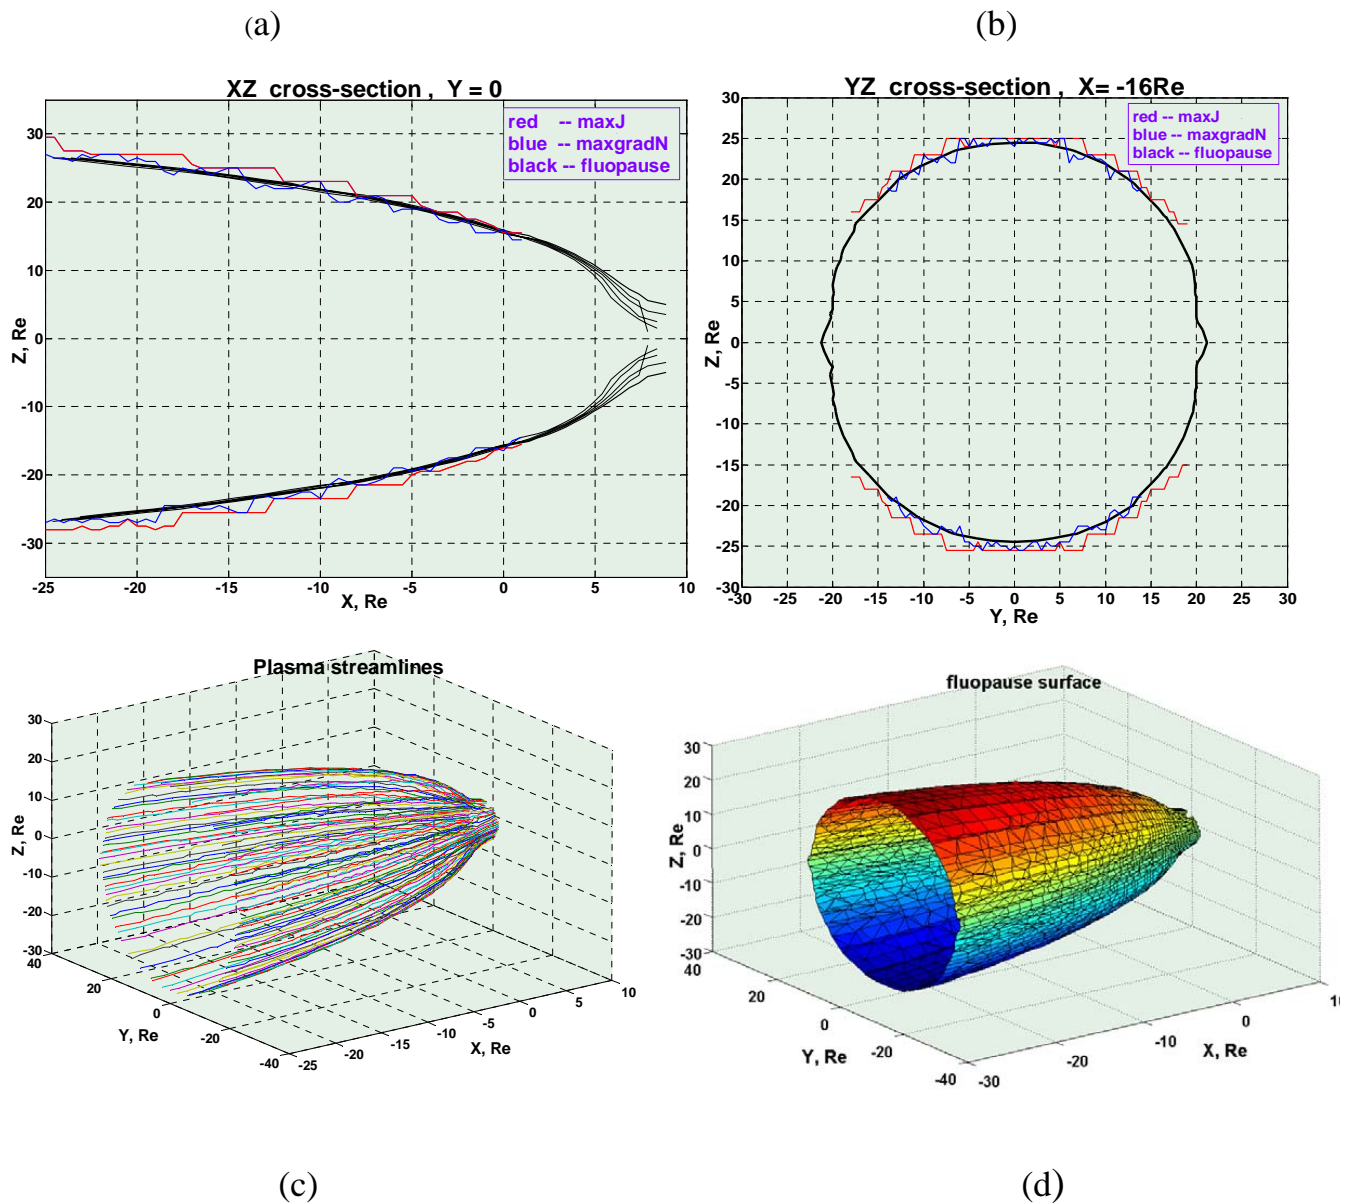 (a)
(b)
XZ cross-section , Y = 0
red -- maxJ
blue -- maxgradN
black -- fluopause
30
20
10
0
-10
-20
-30
Z, Re
-25 -20 -15 -10 -5 0 5 10
X, Re
YZ cross-section , X= -16Re
red -- maxJ
blue -- maxgradN
black -- fluopause
30
25
20
15
10
5
0
-5
-10
-15
-20
-25
-30
Z, Re
-30 -25 -20 -15 -10 -5 0 5 10 15 20 25 30
Y, Re
Plasma streamlines
30
20
10
0
-10
-20
-30
Z, Re
40
20
0
-20
-40
Y, Re
-25 -20 -15 -10 -5 0 5 10
X, Re
fluopause surface
30
20
10
0
-10
-20
-30
Z, Re
40
20
0
-20
-40
Y, Re
-30 -20 -10 0
X, Re
(c)
(d)